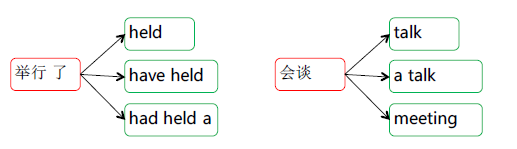 举行 了
held
have held
had held a
会谈
talk
a talk
meeting